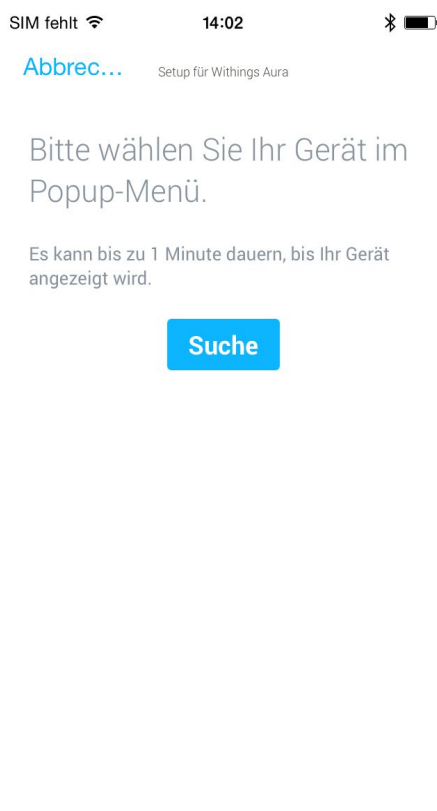 SIM fehlt 14:02
Abbrec... Setup für Withings Aura
Bitte wählen Sie Ihr Gerät im
Popup-Menü.
Es kann bis zu 1 Minute dauern, bis Ihr Gerät
angezeigt wird.
Suche